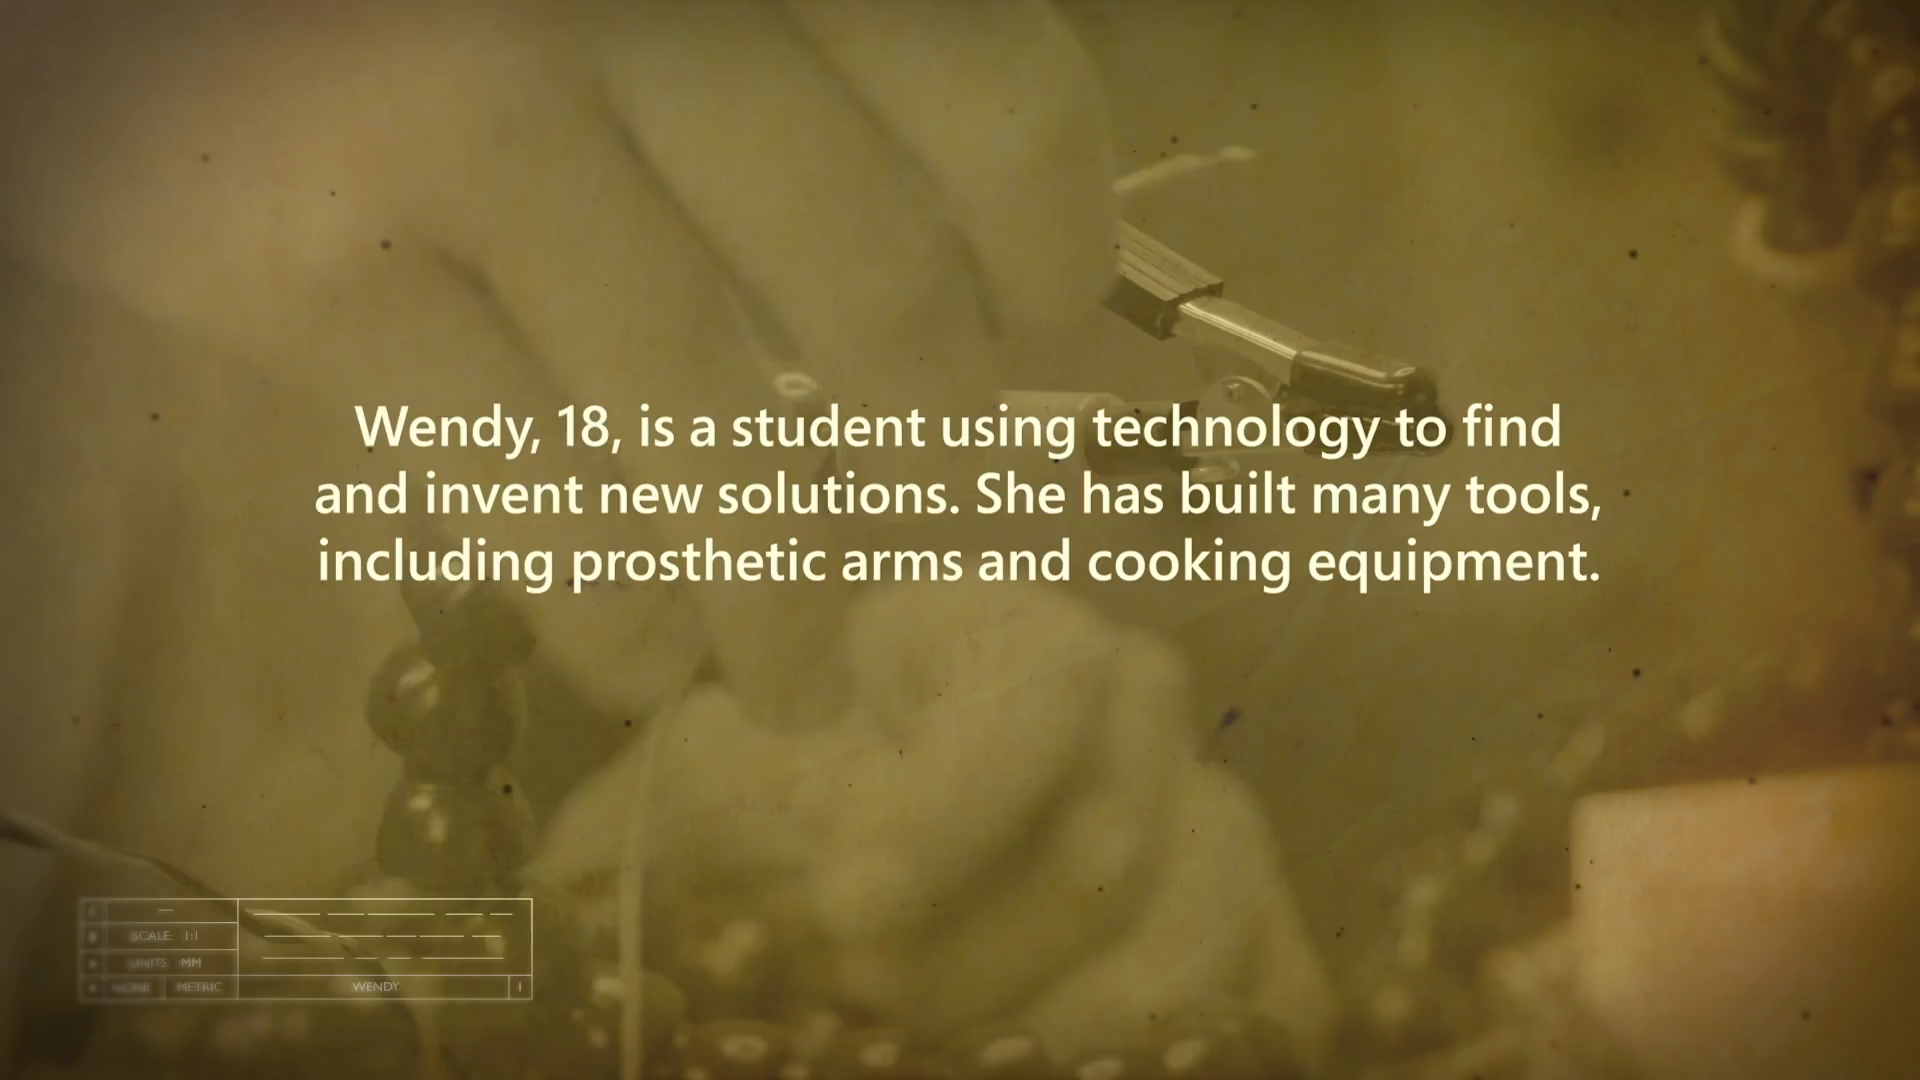 Wendy, 18, is a student using technology to find
and invent new solutions. She has built many tools,
including prosthetic arms and cooking equipment.
SCALE: 1:1
UNITS: MM
METRIC
WENDY
1